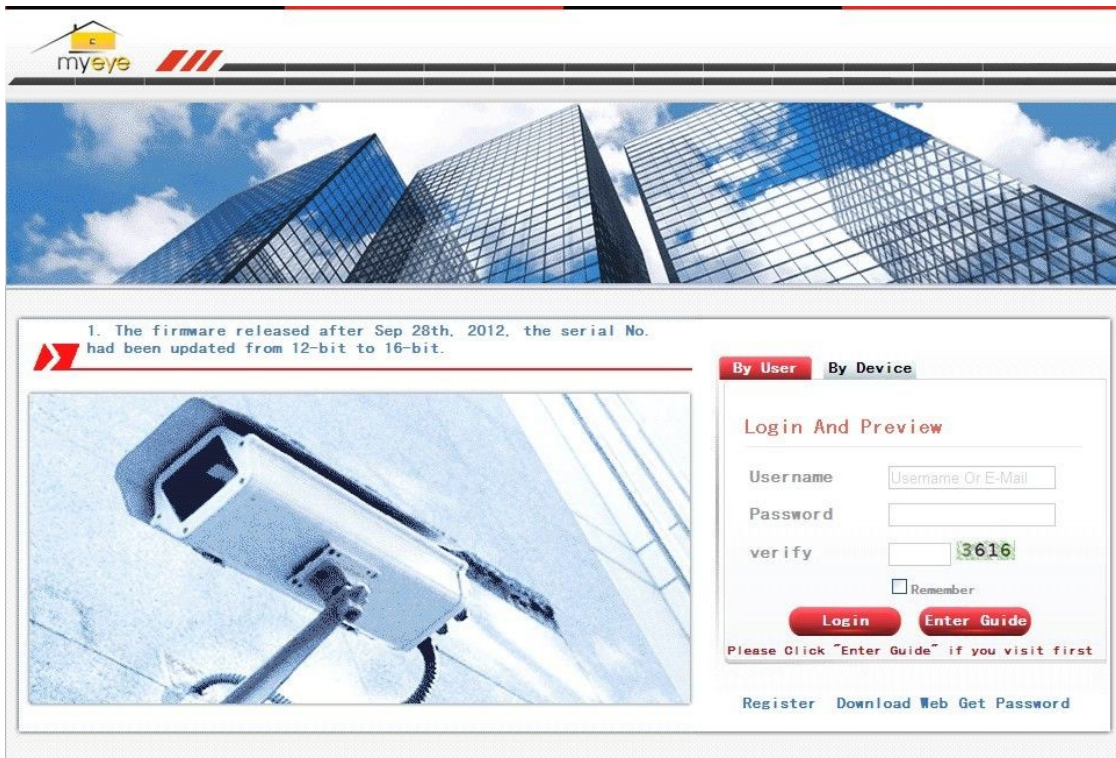 myeye
1. The firmware released after Sep 28th, 2012, the serial No.
had been updated from 12-bit to 16-bit.
By User By Device
Login And Preview
Username Username Or E-Mail
Password
verify 3616
Remember
Login Enter Guide
Please Click "Enter Guide" if you visit first
Register Download Web Get Password